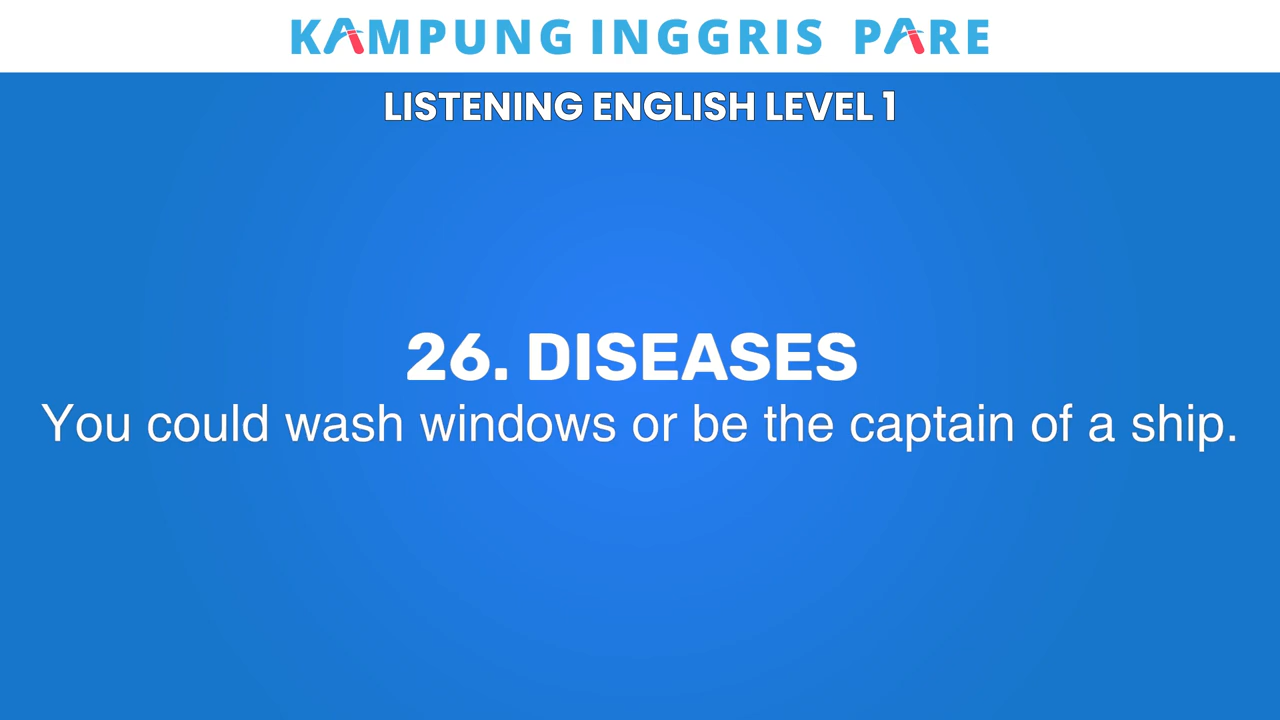 KAMPUNG INGGRIS PARE
LISTENING ENGLISH LEVEL 1
26. DISEASES
You could wash windows or be the captain of a ship.